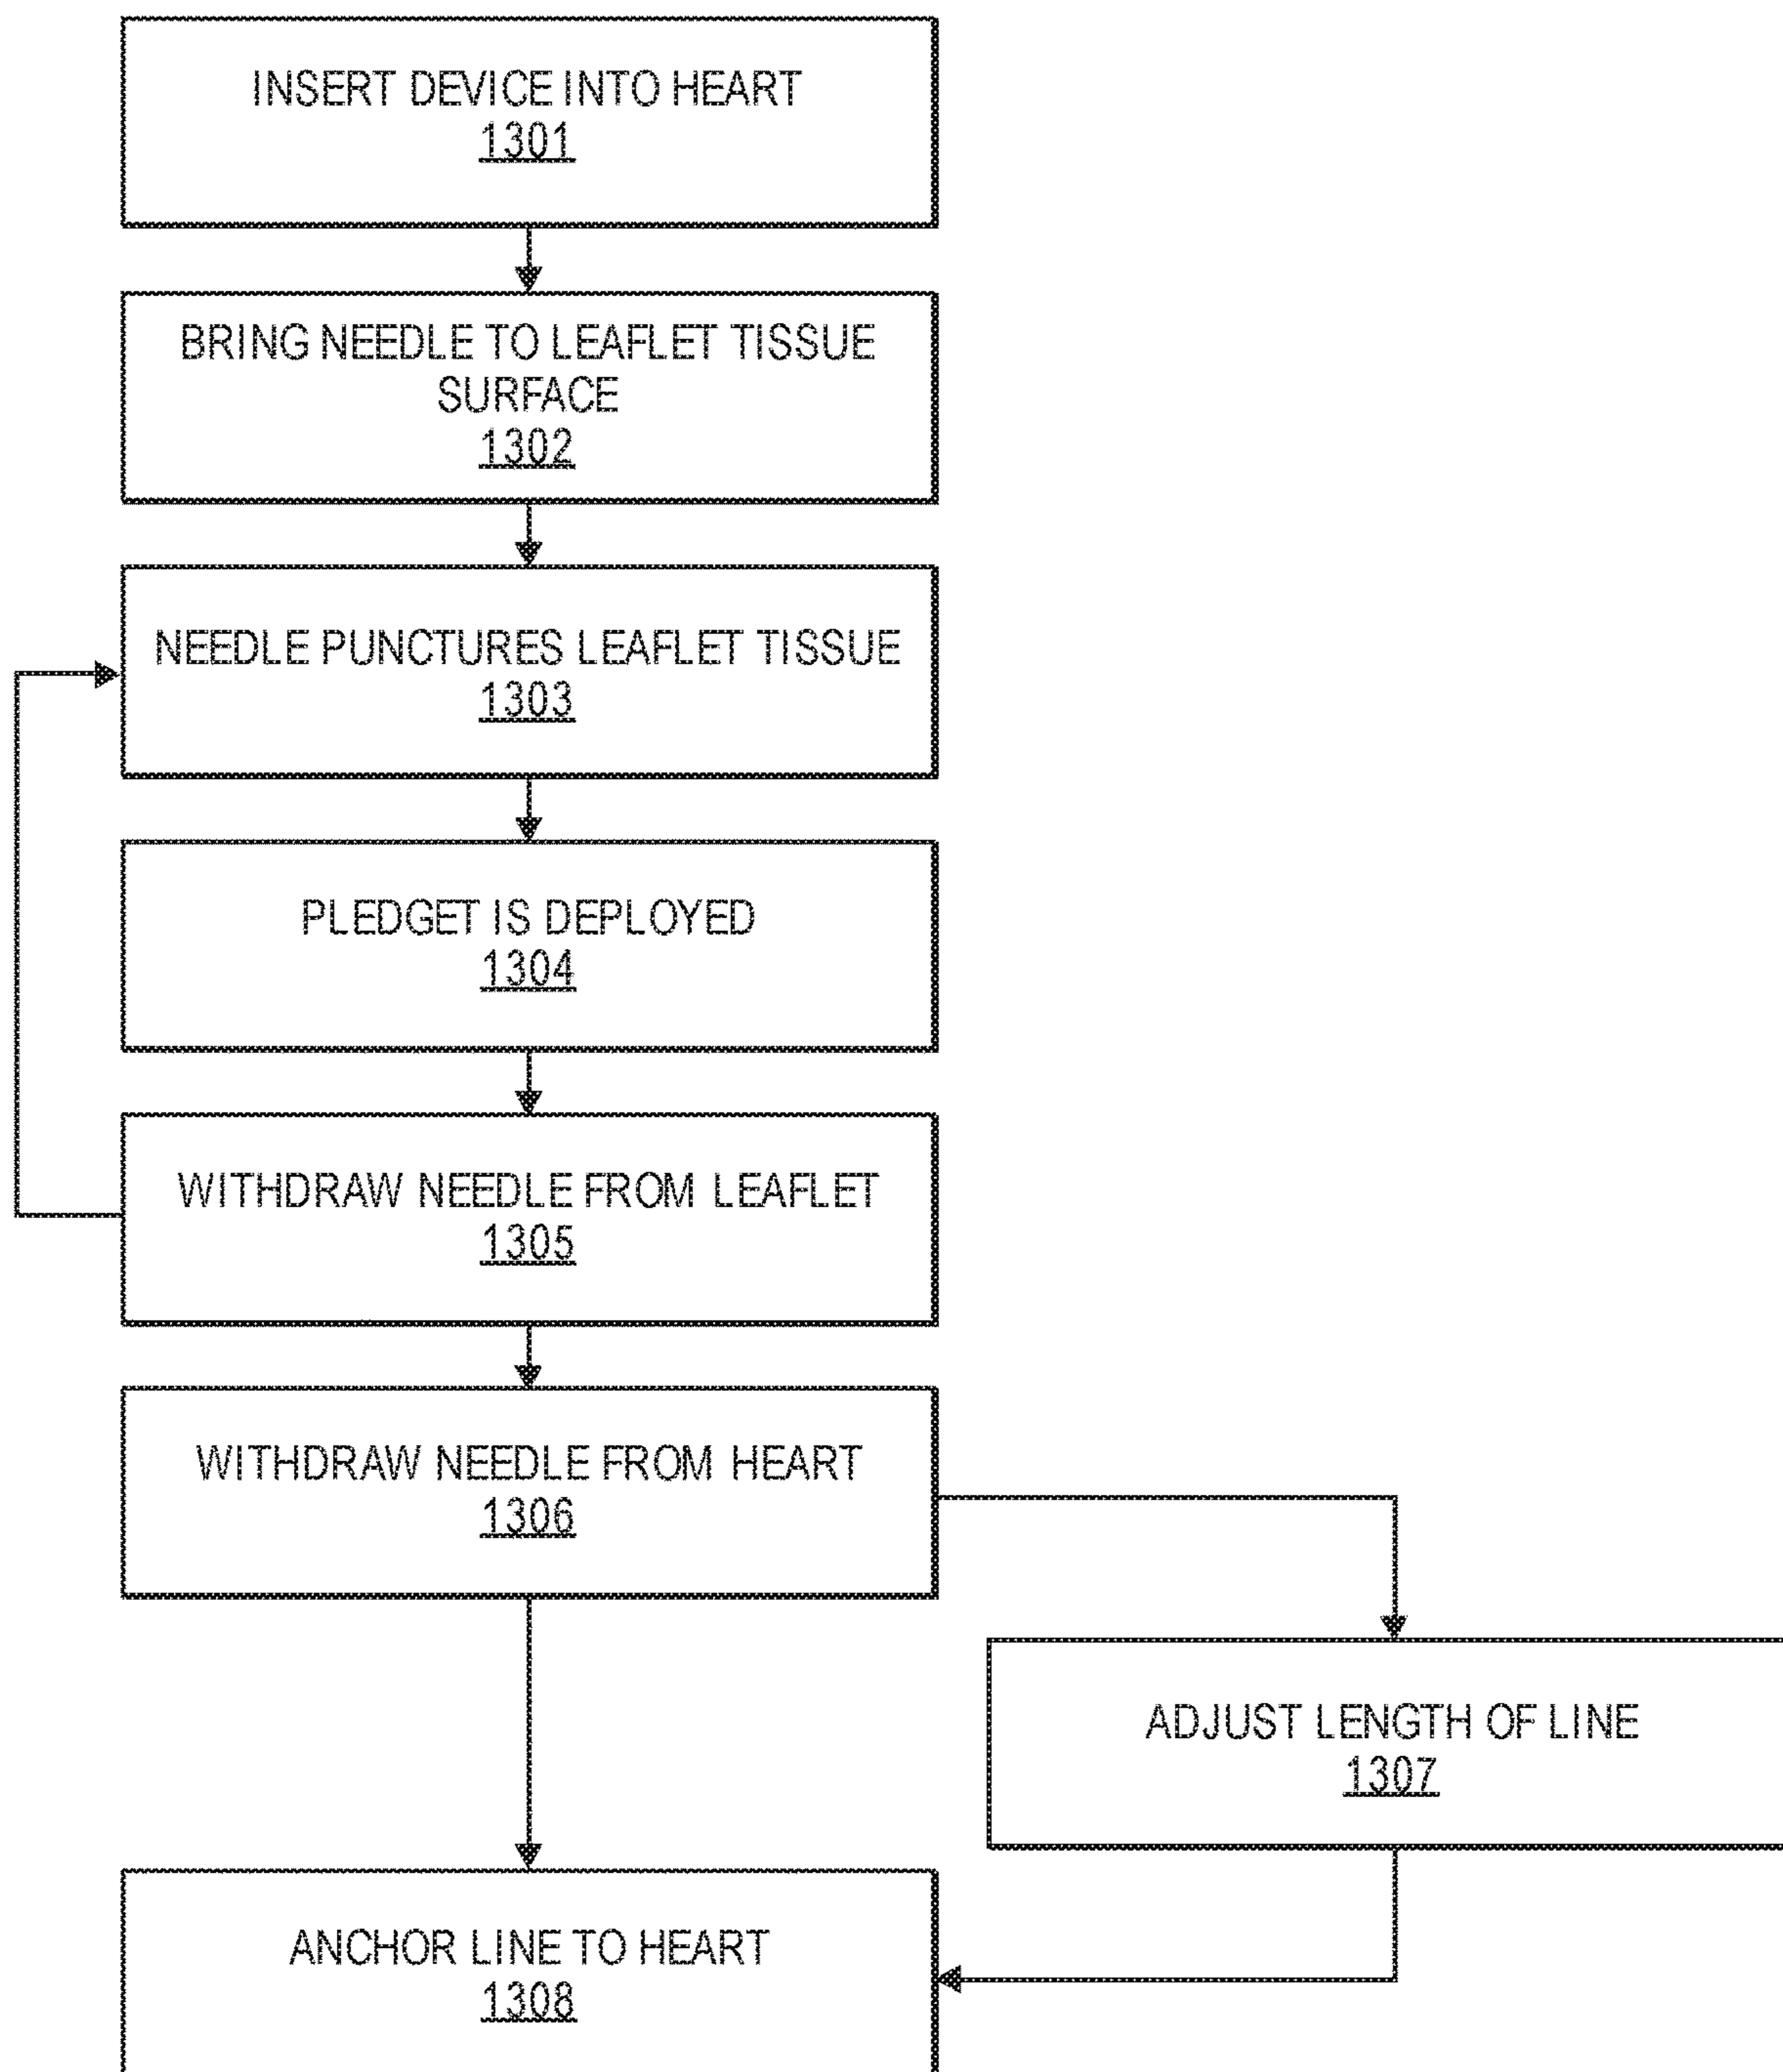 INSERT DEVICE INTO HEART
1301
BRING NEEDLE TO LEAFLET TISSUE
SURFACE
1302
NEEDLE PUNCTURES LEAFLET TISSUE
1303
PLEDGET IS DEPLOYED
1304
WITHDRAW NEEDLE FROM LEAFLET
1305
WITHDRAW NEEDLE FROM HEART
1306
ADJUST LENGTH OF LINE
1307
ANCHOR LINE TO HEART
1308